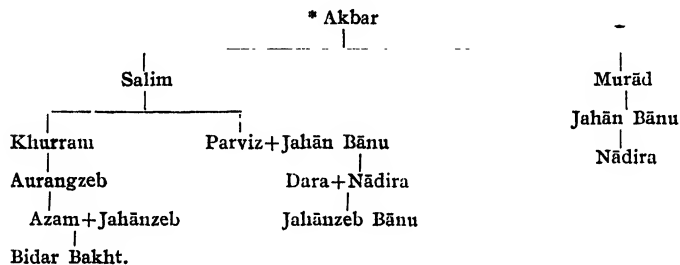 * Akbar
Salim Murād
Jahān Bānu
Khurram Parviz+Jahān Bānu
Nādira
Aurangzeb Dara+Nādira
Azam+Jahānzeb Jahānzeb Bānu
Bidar Bakht.